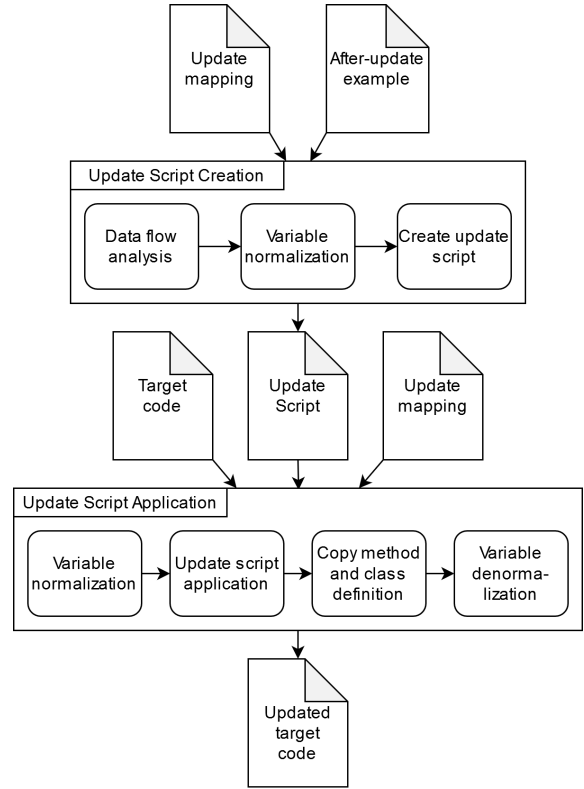 Update
mapping
After-update
example
Update Script Creation
Data flow
analysis
Variable
normalization
Create update
script
Target
code
Update
Script
Update
mapping
Update Script Application
Variable
normalization
Update script
application
Copy method
and class
definition
Variable
denorma-
lization
Updated
target
code